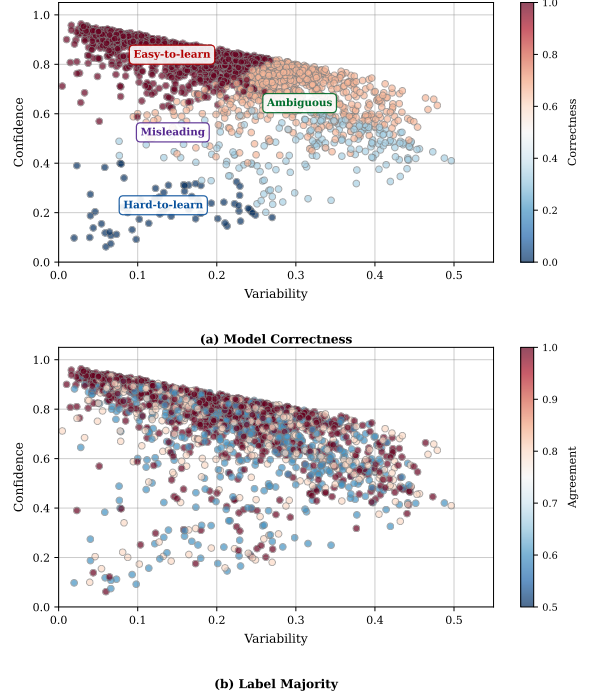 1.0
0.8
0.6
0.4
0.2
0.0
Confidence
Easy-to-learn
Ambiguous
Misleading
Hard-to-learn
0.0 0.1 0.2 0.3 0.4 0.5
Variability
1.0
0.8
0.6
0.4
0.2
0.0
Correctness
(a) Model Correctness
1.0
0.8
0.6
0.4
0.2
0.0
Confidence
0.0 0.1 0.2 0.3 0.4 0.5
Variability
1.0
0.9
0.8
0.7
0.6
0.5
Agreement
(b) Label Majority